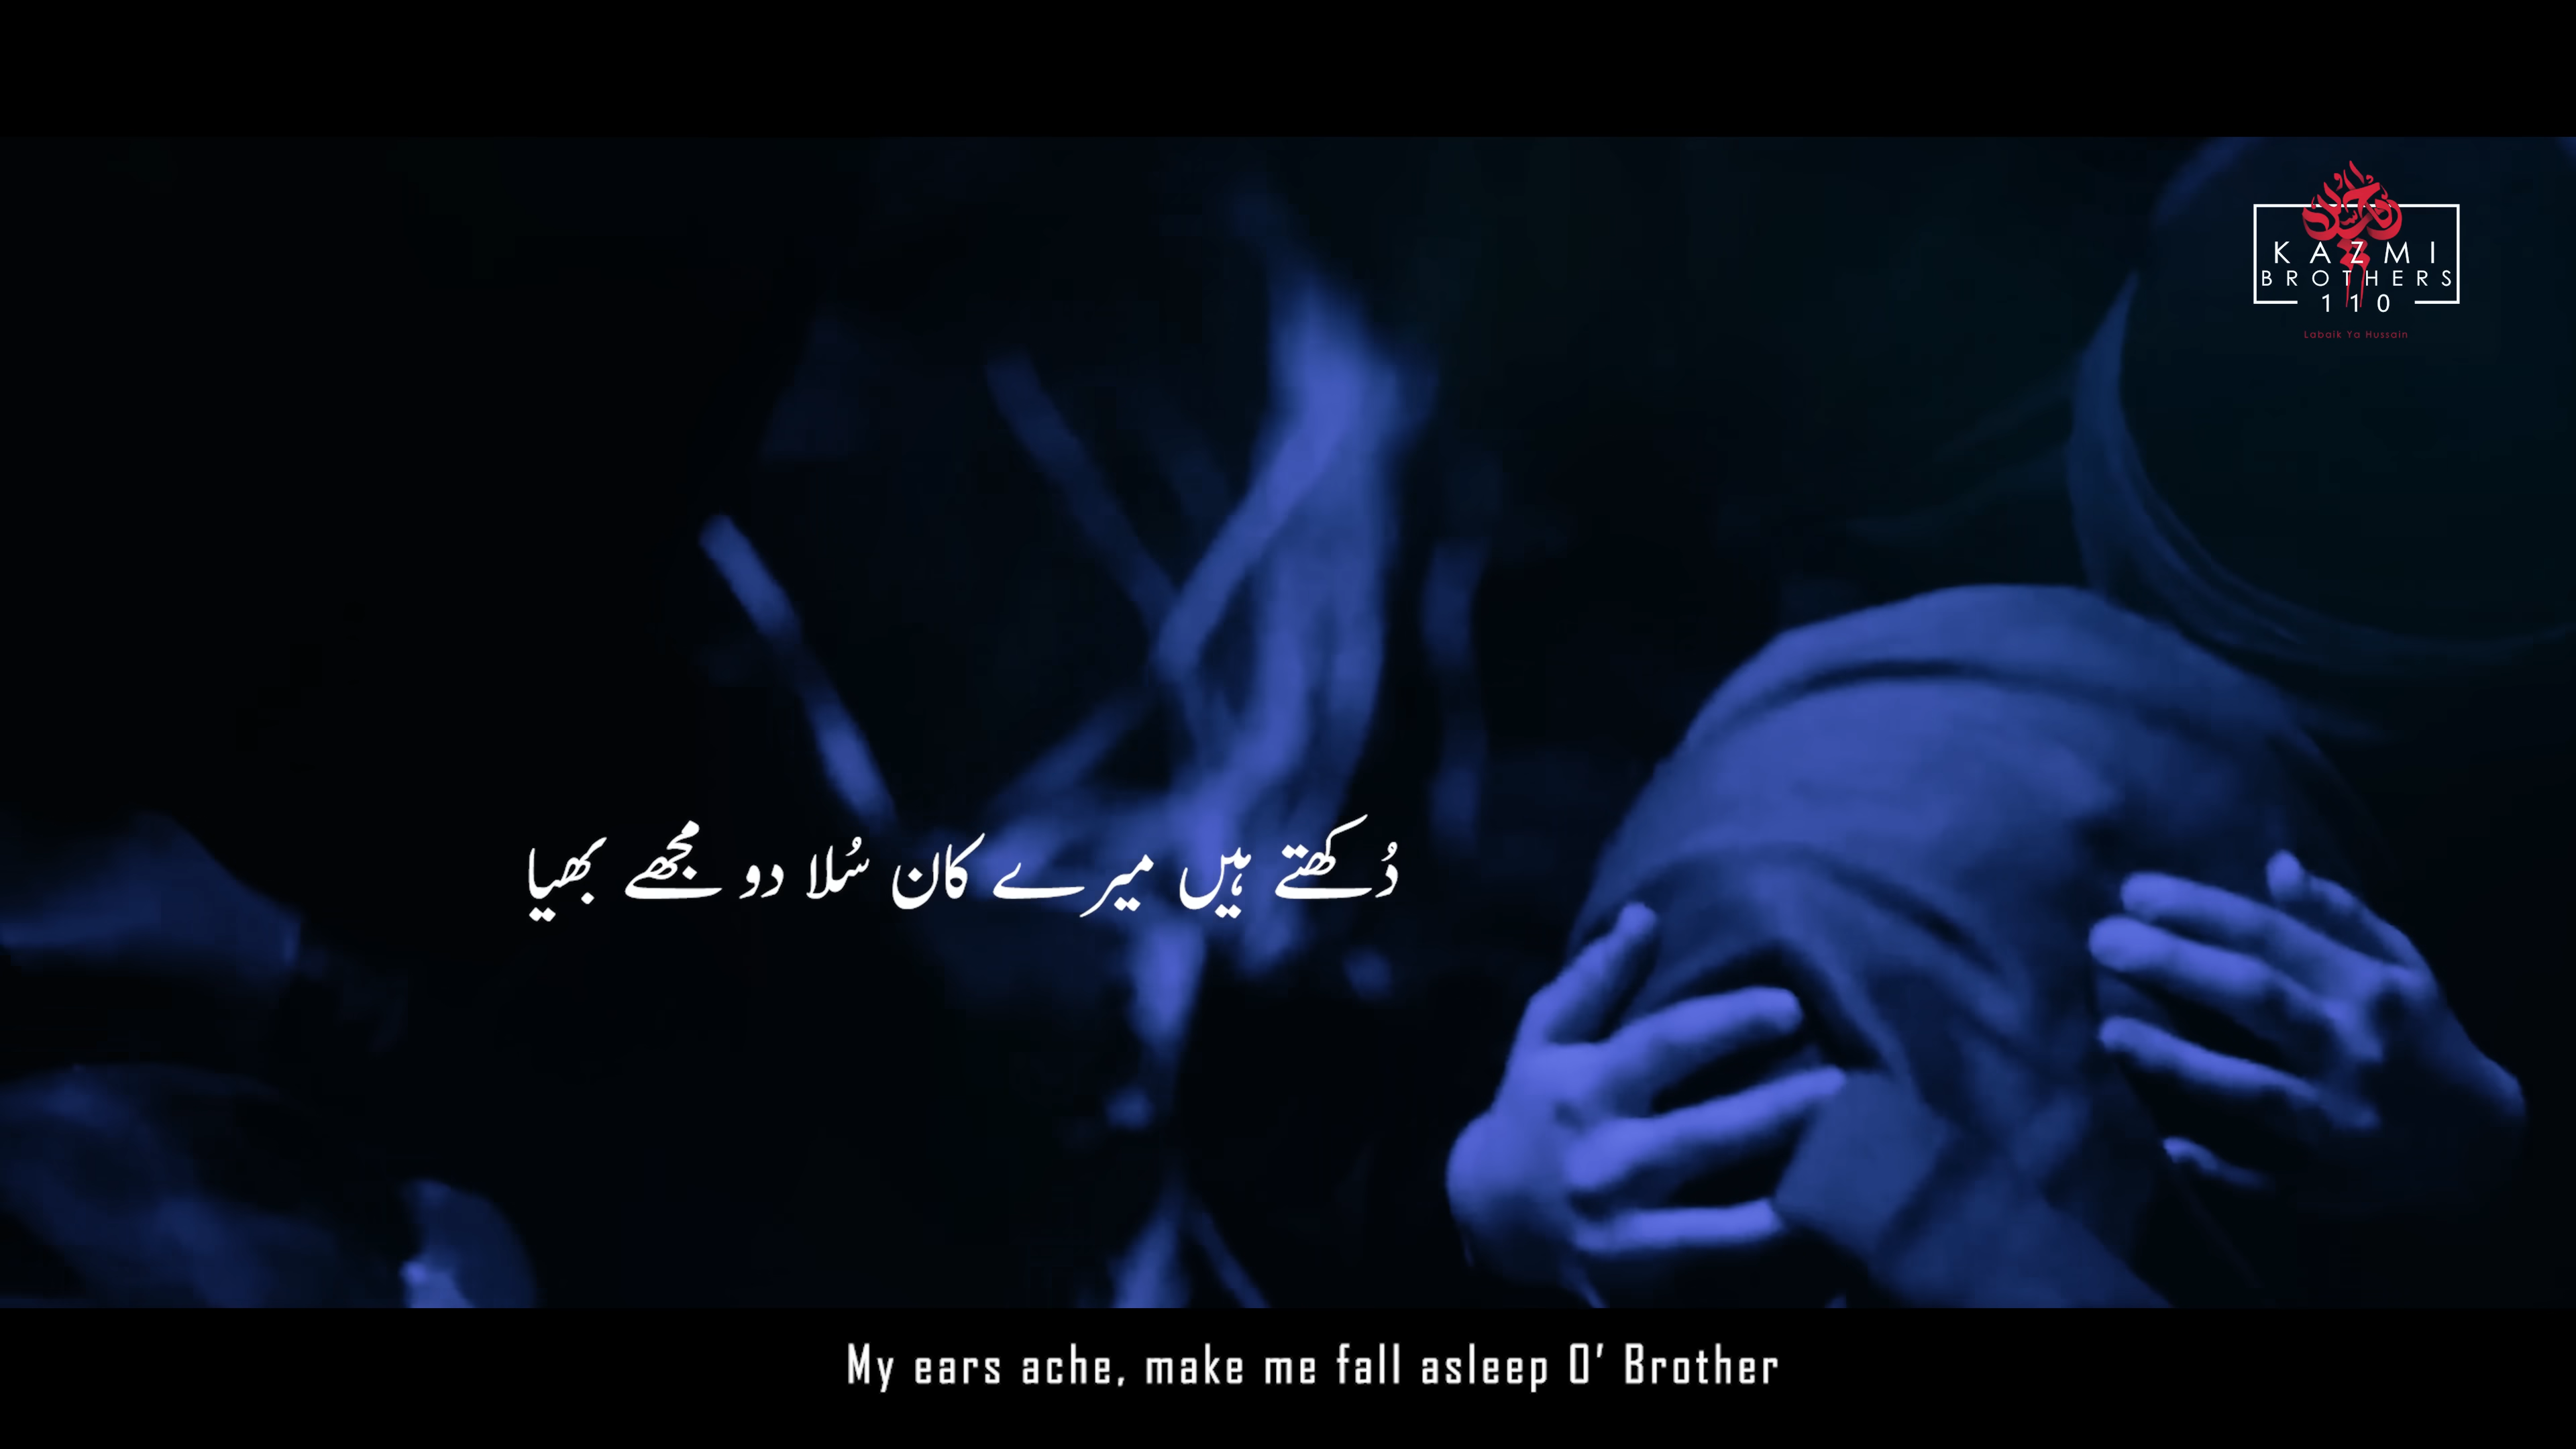 KAZMI
BROTHERS
110
Labaik Ya Hussain
دُکھتے ہیں میرے کان سُلا دو مجھے بھیا
My ears ache, make me fall asleep O' Brother